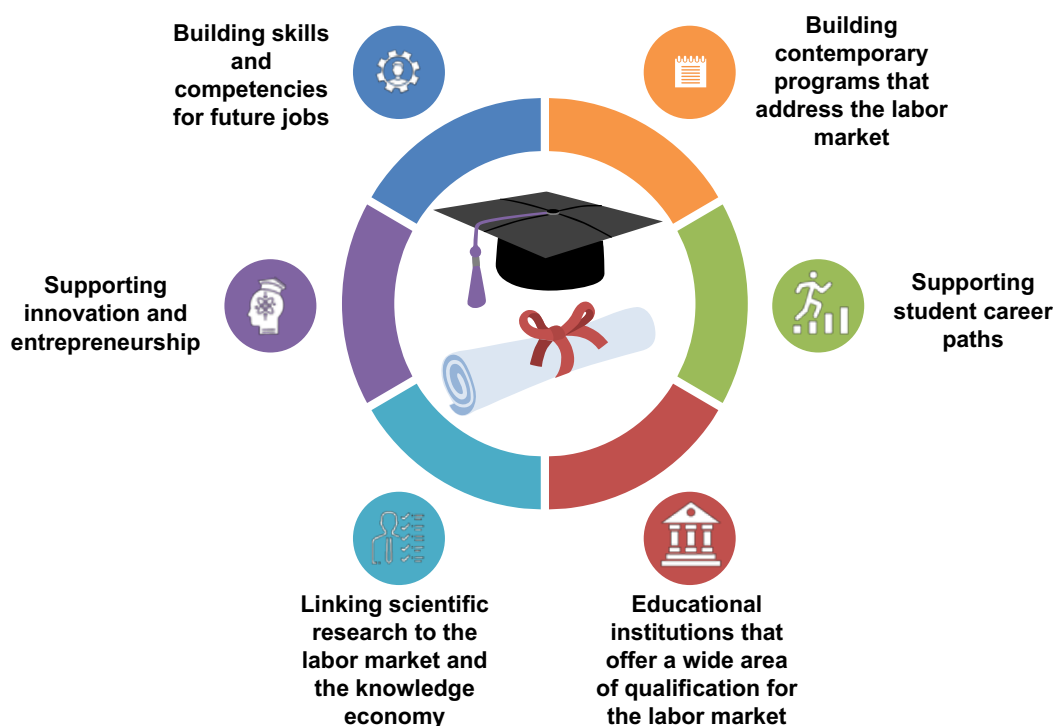 Building skills
and
competencies
for future jobs
Building
contemporary
programs that
address the labor
market
Supporting
innovation and
entrepreneurship
Supporting
student career
paths
Linking scientific
research to the
labor market and
the knowledge
economy
Educational
institutions that
offer a wide area
of qualification for
the labor market